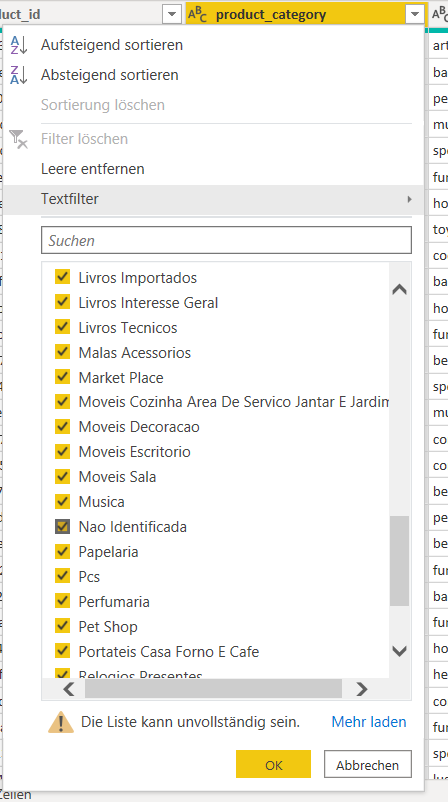 uct_id
ABC product_category
Aufsteigend sortieren
Absteigend sortieren
Sortierung löschen
Filter löschen
Leere entfernen
Textfilter
Suchen
Livros Importados
Livros Interesse Geral
Livros Tecnicos
Malas Acessorios
Market Place
Moveis Cozinha Area De Servico Jantar E Jardim
Moveis Decoracao
Moveis Escritorio
Moveis Sala
Musica
Nao Identificada
Papelaria
Pcs
Perfumaria
Pet Shop
Portateis Casa Forno E Cafe
Relogios Presentes
Die Liste kann unvollständig sein. Mehr laden
OK Abbrechen
Zeilen